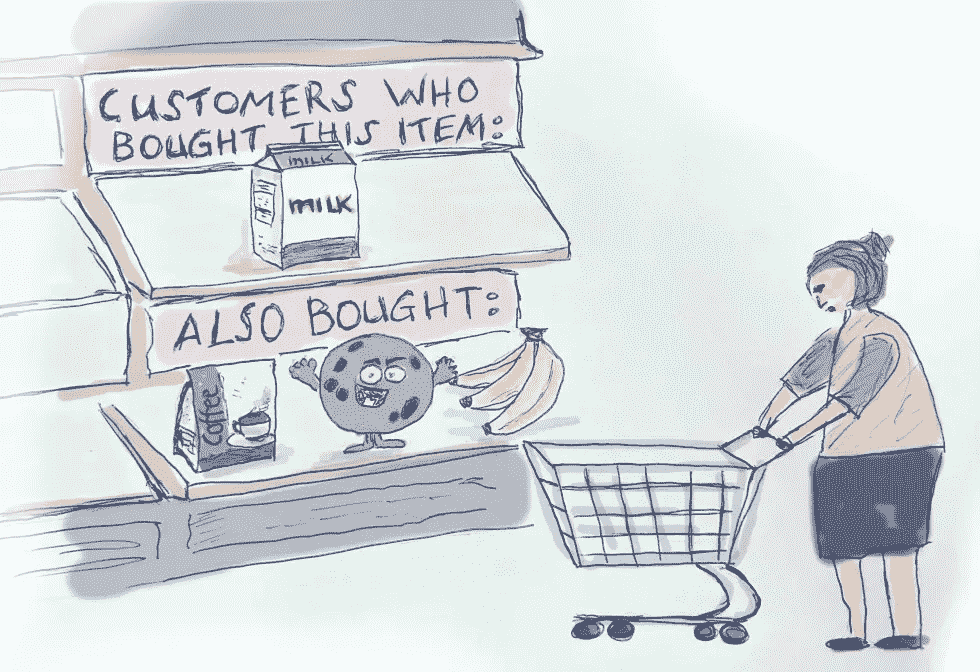 CUSTOMERS WHO
BOUGHT THIS ITEM:
MILK
MILK
ALSO BOUGHT:
Coffee